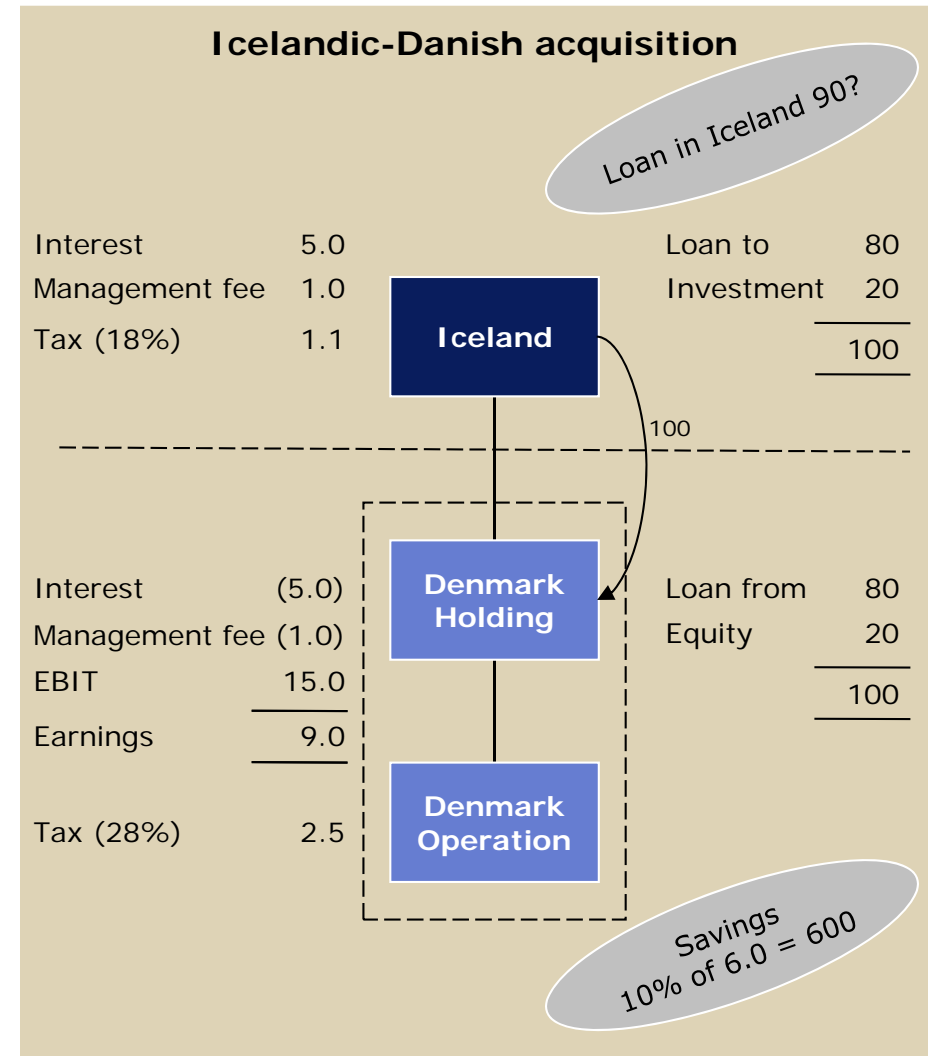 Icelandic-Danish acquisition
Loan in Iceland 90?
Interest 5.0
Management fee 1.0
Tax (18%) 1.1
Iceland
Loan to 80
Investment 20
100
100
Interest (5.0)
Management fee (1.0)
EBIT 15.0
Earnings 9.0
Tax (28%) 2.5
Denmark
Holding
Denmark
Operation
Loan from 80
Equity 20
100
Savings
10% of 6.0 = 600